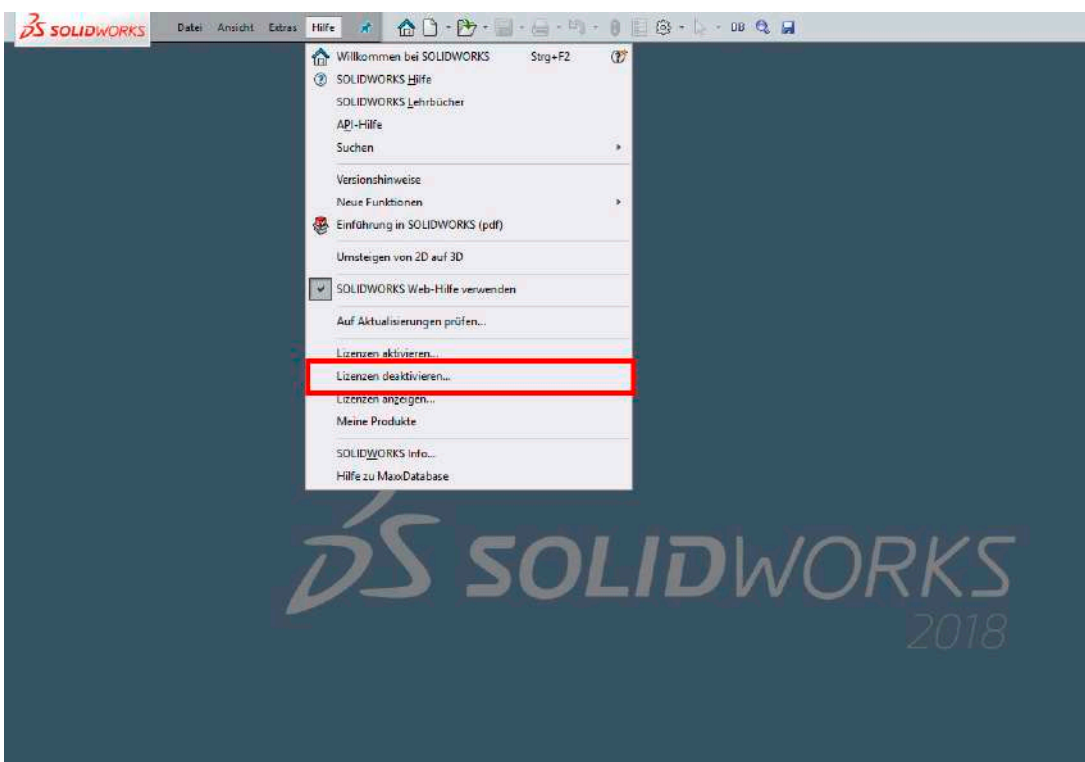 SOLIDWORKS Datei Ansicht Extras Hilfe DB
Willkommen bei SOLIDWORKS Strg+F2
SOLIDWORKS Hilfe
SOLIDWORKS Lehrbücher
API-Hilfe
Suchen
Versionshinweise
Neue Funktionen
Einführung in SOLIDWORKS (pdf)
Umsteigen von 2D auf 3D
SOLIDWORKS Web-Hilfe verwenden
Auf Aktualisierungen prüfen...
Lizenzen aktivieren...
Lizenzen deaktivieren...
Lizenzen anzeigen...
Meine Produkte
SOLIDWORKS Info...
Hilfe zu MaxxDatabase
SOLIDWORKS
2018